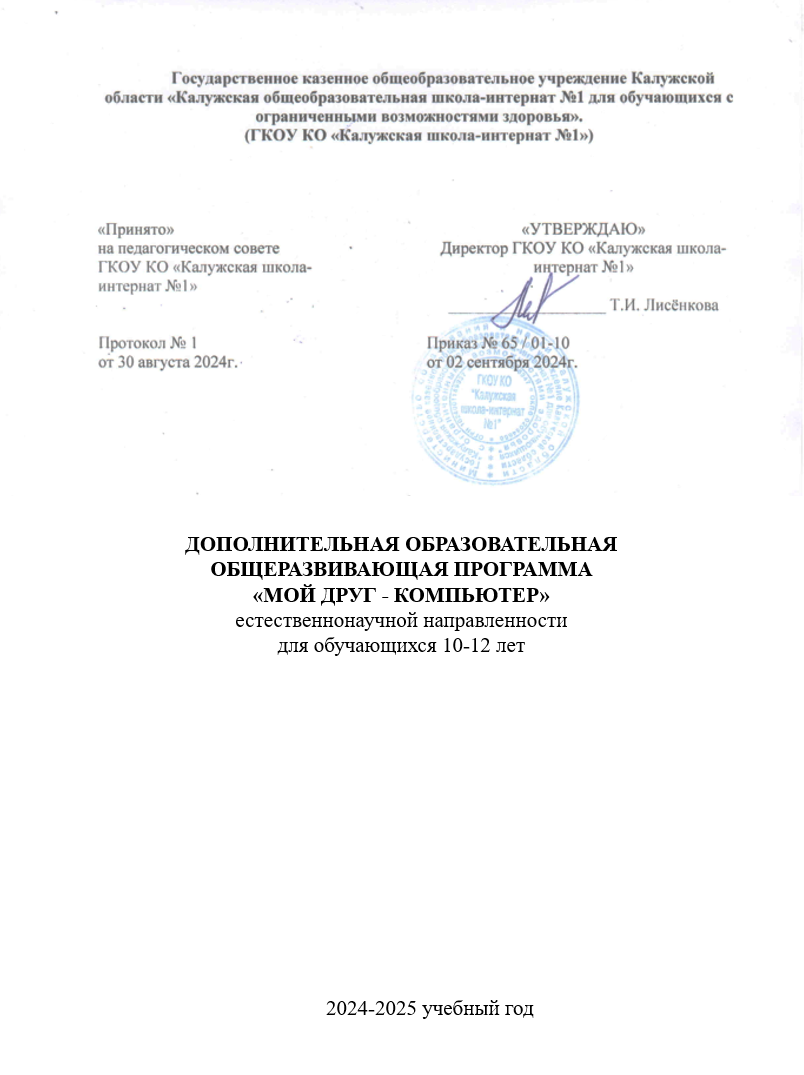 Государственное казенное общеобразовательное учреждение Калужской
области «Калужская общеобразовательная школа-интернат №1 для обучающихся с
ограниченными возможностями здоровья».
(ГКОУ КО «Калужская школа-интернат №1»)
«Принято»
на педагогическом совете
ГКОУ КО «Калужская школа-
интернат №1»
Протокол № 1
от 30 августа 2024г.
«УТВЕРЖДАЮ»
Директор ГКОУ КО «Калужская школа-
интернат №1»
Т.И. Лисёнкова
Приказ № 65 / 01-10
от 02 сентября 2024г.
ГКОУ КО
"Калужская
школа-интернат
№1"
ДОПОЛНИТЕЛЬНАЯ ОБРАЗОВАТЕЛЬНАЯ
ОБЩЕРАЗВИВАЮЩАЯ ПРОГРАММА
«МОЙ ДРУГ - КОМПЬЮТЕР»
естественнонаучной направленности
для обучающихся 10-12 лет
2024-2025 учебный год